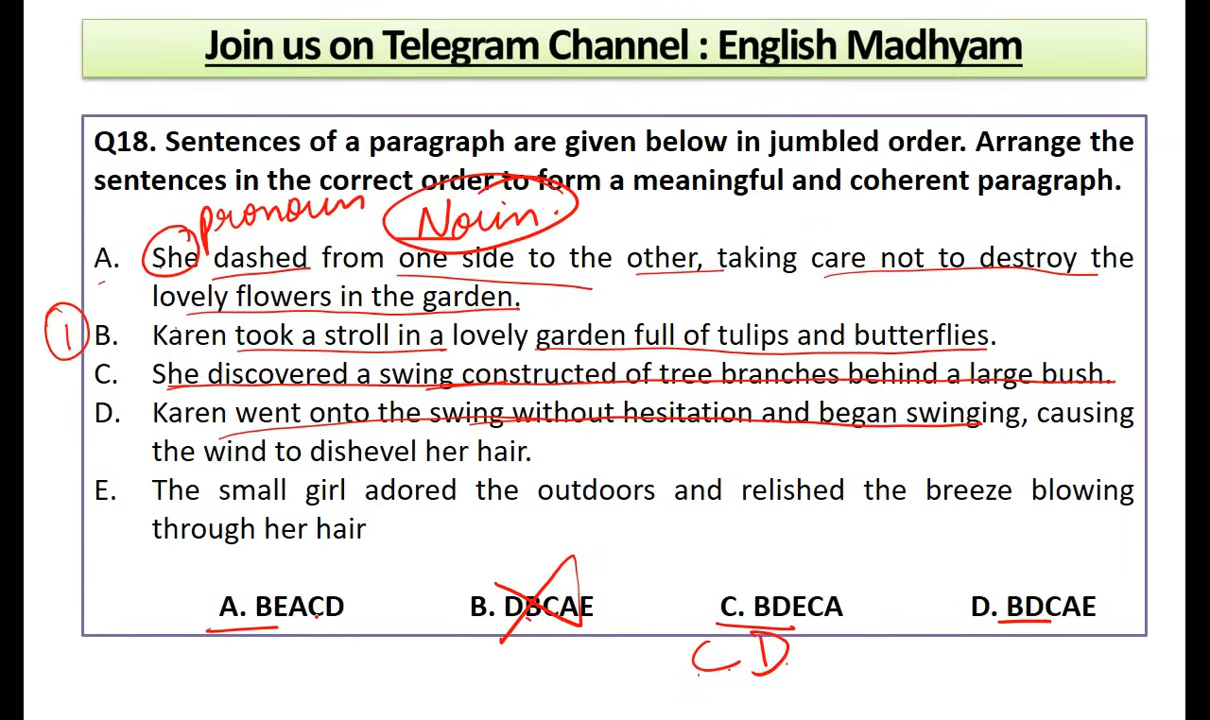 Join us on Telegram Channel : English Madhyam
Q18. Sentences of a paragraph are given below in jumbled order. Arrange the
sentences in the correct order to form a meaningful and coherent paragraph.
pronoun Noun.
A. She dashed from one side to the other, taking care not to destroy the
lovely flowers in the garden.
1 B. Karen took a stroll in a lovely garden full of tulips and butterflies.
C. She discovered a swing constructed of tree branches behind a large bush.
D. Karen went onto the swing without hesitation and began swinging, causing
the wind to dishevel her hair.
E. The small girl adored the outdoors and relished the breeze blowing
through her hair
A. BEACD B. DBCAE C. BDECA D. BDCAE
C D